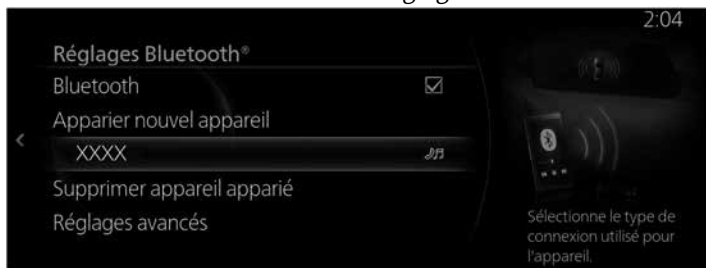 2:04
Réglages Bluetooth®
Bluetooth
Apparier nouvel appareil
XXXX
Supprimer appareil apparié
Réglages avancés
Sélectionne le type de
connexion utilisé pour
l'appareil.